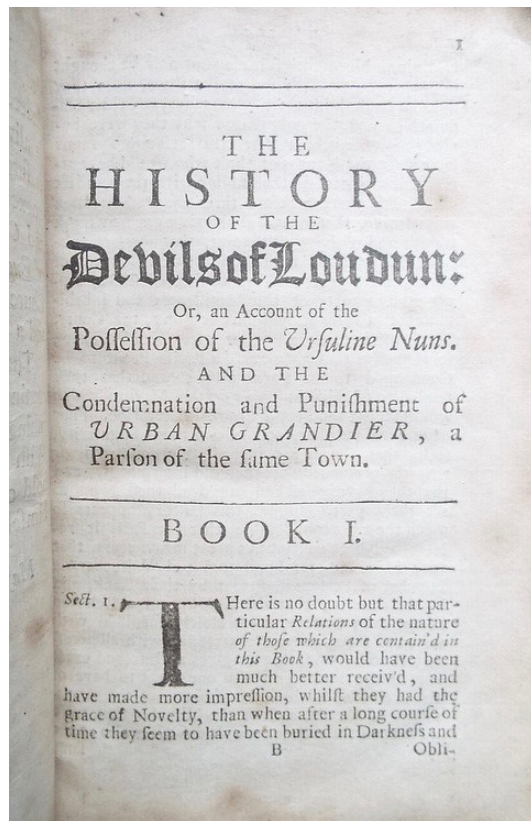 1
THE
HISTORY
OF THE
Devils of Loudun:
Or, an Account of the
Poſſeſſion of the Urſuline Nuns.
AND THE
Condemnation and Puniſhment of
URBAN GRANDIER, a
Parſon of the ſame Town.
BOOK I.
Sect. 1. THere is no doubt but that par-
ticular Relations of the nature
of thoſe which are contain'd in
this Book, would have been
much better receiv'd, and
have made more impreſſion, whilſt they had the
grace of Novelty, than when after a long courſe of
time they ſeem to have been buried in Darkneſs and
B Obli-